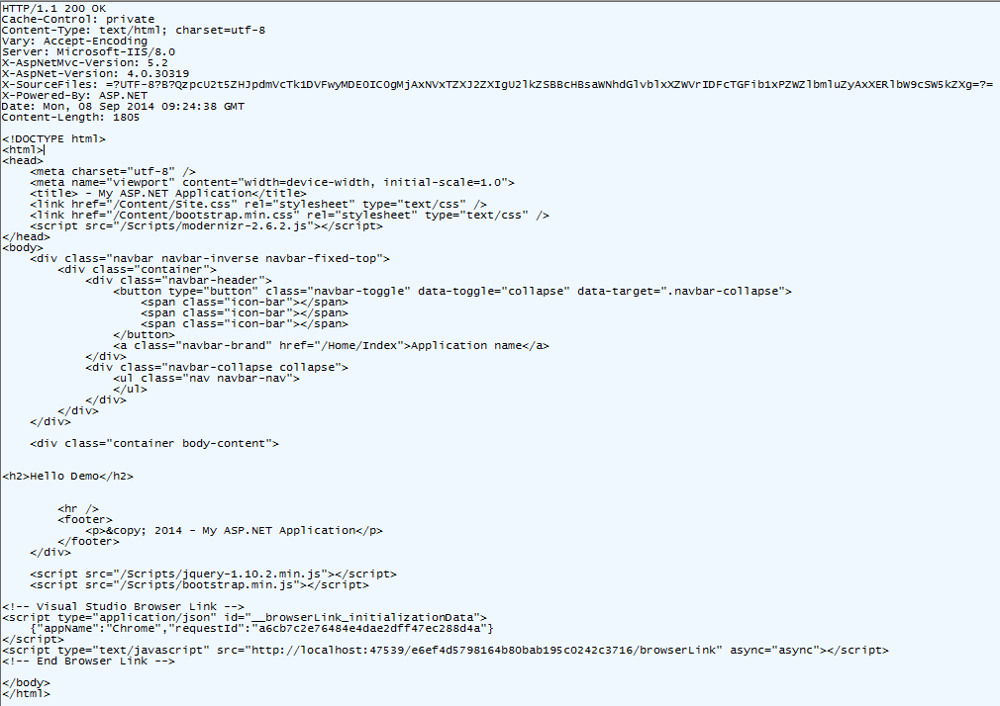 HTTP/1.1 200 OK
Cache-Control: private
Content-Type: text/html; charset=utf-8
Vary: Accept-Encoding
Server: Microsoft-IIS/8.0
X-AspNetMvc-Version: 5.2
X-AspNet-Version: 4.0.30319
X-SourceFiles: =?UTF-8?B?QzpcU2t5ZHJpdmVcTk1DVFwyMDE0IC0gMjAxNVxTZXJ2ZXIgU2lkZSBBcHBsaWNhdGlvblxXZWVrIDFcTGFib1xPZWZlbmluZyAxXERlbW9cSW5kZXg=?=
X-Powered-By: ASP.NET
Date: Mon, 08 Sep 2014 09:24:38 GMT
Content-Length: 1805
<!DOCTYPE html>
<html>
<head>
<meta charset="utf-8" />
<meta name="viewport" content="width=device-width, initial-scale=1.0">
<title> - My ASP.NET Application</title>
<link href="/Content/Site.css" rel="stylesheet" type="text/css" />
<link href="/Content/bootstrap.min.css" rel="stylesheet" type="text/css" />
<script src="/Scripts/modernizr-2.6.2.js"></script>
</head>
<body>
<div class="navbar navbar-inverse navbar-fixed-top">
<div class="container">
<div class="navbar-header">
<button type="button" class="navbar-toggle" data-toggle="collapse" data-target=".navbar-collapse">
<span class="icon-bar"></span>
<span class="icon-bar"></span>
<span class="icon-bar"></span>
</button>
<a class="navbar-brand" href="/Home/Index">Application name</a>
</div>
<div class="navbar-collapse collapse">
<ul class="nav navbar-nav">
</ul>
</div>
</div>
</div>
<div class="container body-content">
<h2>Hello Demo</h2>
<hr />
<footer>
<p>&copy; 2014 - My ASP.NET Application</p>
</footer>
</div>
<script src="/Scripts/jquery-1.10.2.min.js"></script>
<script src="/Scripts/bootstrap.min.js"></script>
<!-- Visual Studio Browser Link -->
<script type="application/json" id="__browserLink_initializationData">
{"appName":"Chrome","requestId":"a6cb7c2e76484e4dae2dff47ec288d4a"}
</script>
<script type="text/javascript" src="http://localhost:47539/e6ef4d5798164b80bab195c0242c3716/browserLink" async="async"></script>
<!-- End Browser Link -->
</body>
</html>